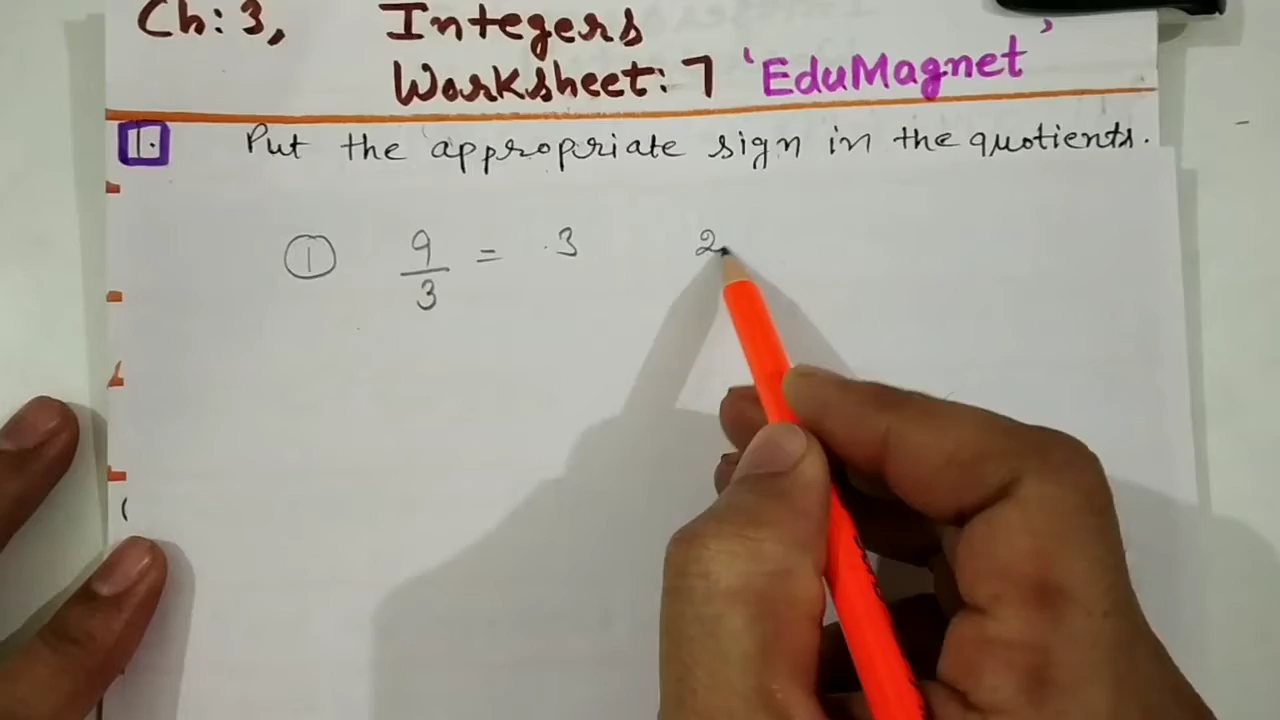 Ch: 3, Integers
Worksheet: 7 'EduMagnet'
1. Put the appropriate sign in the quotients.
1 9/3 = 3 2